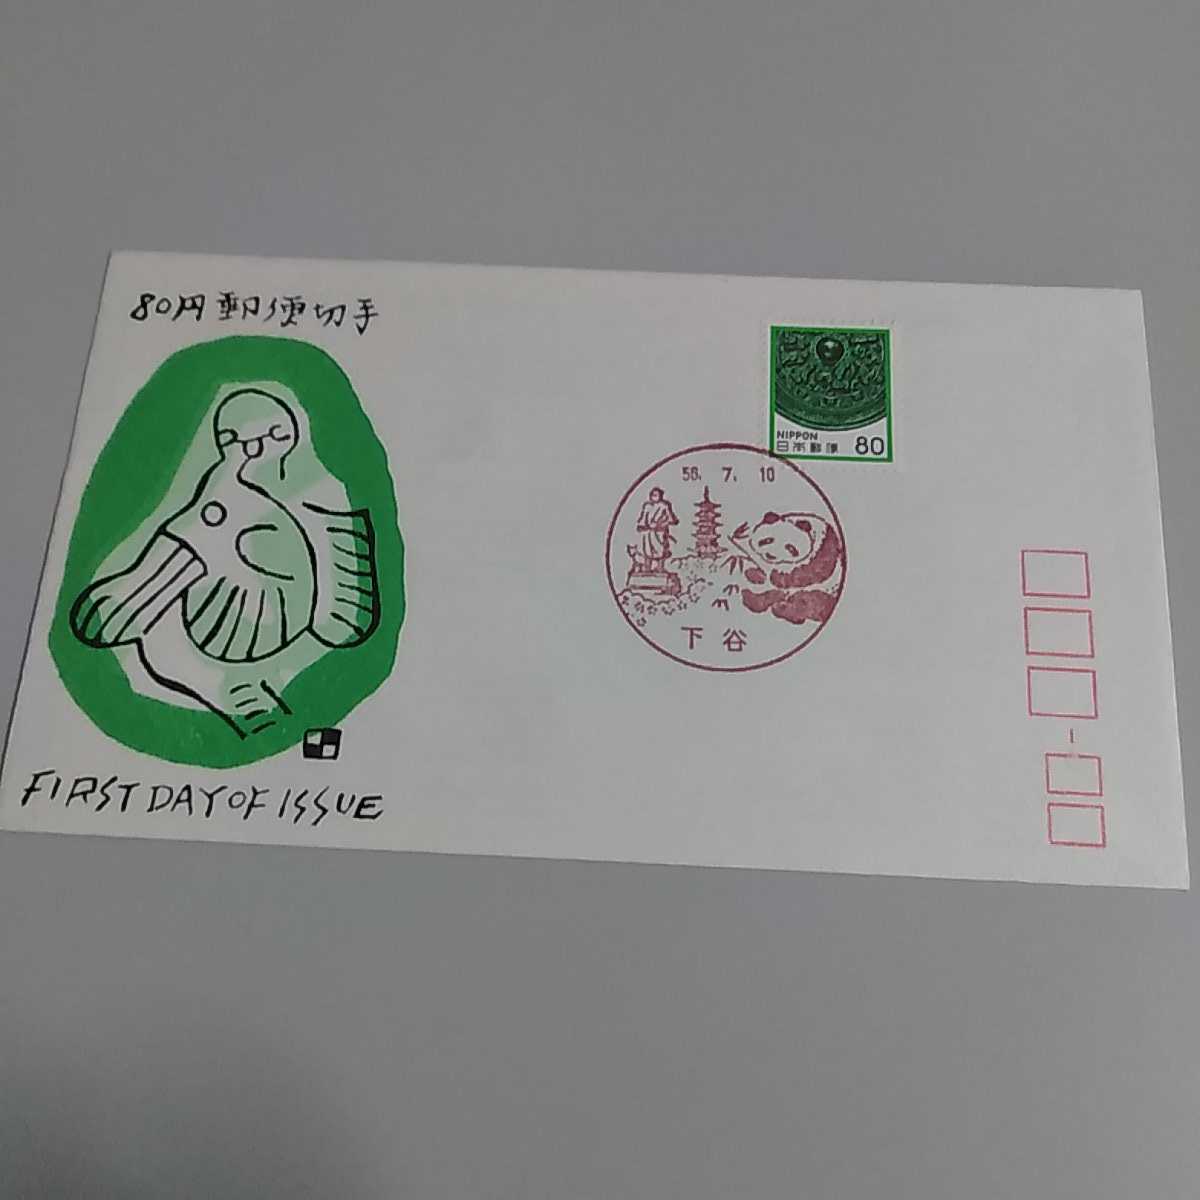 80円郵便切手
NIPPON
日本郵便 80
56. 7. 10
下谷
FIRST DAY OF ISSUE